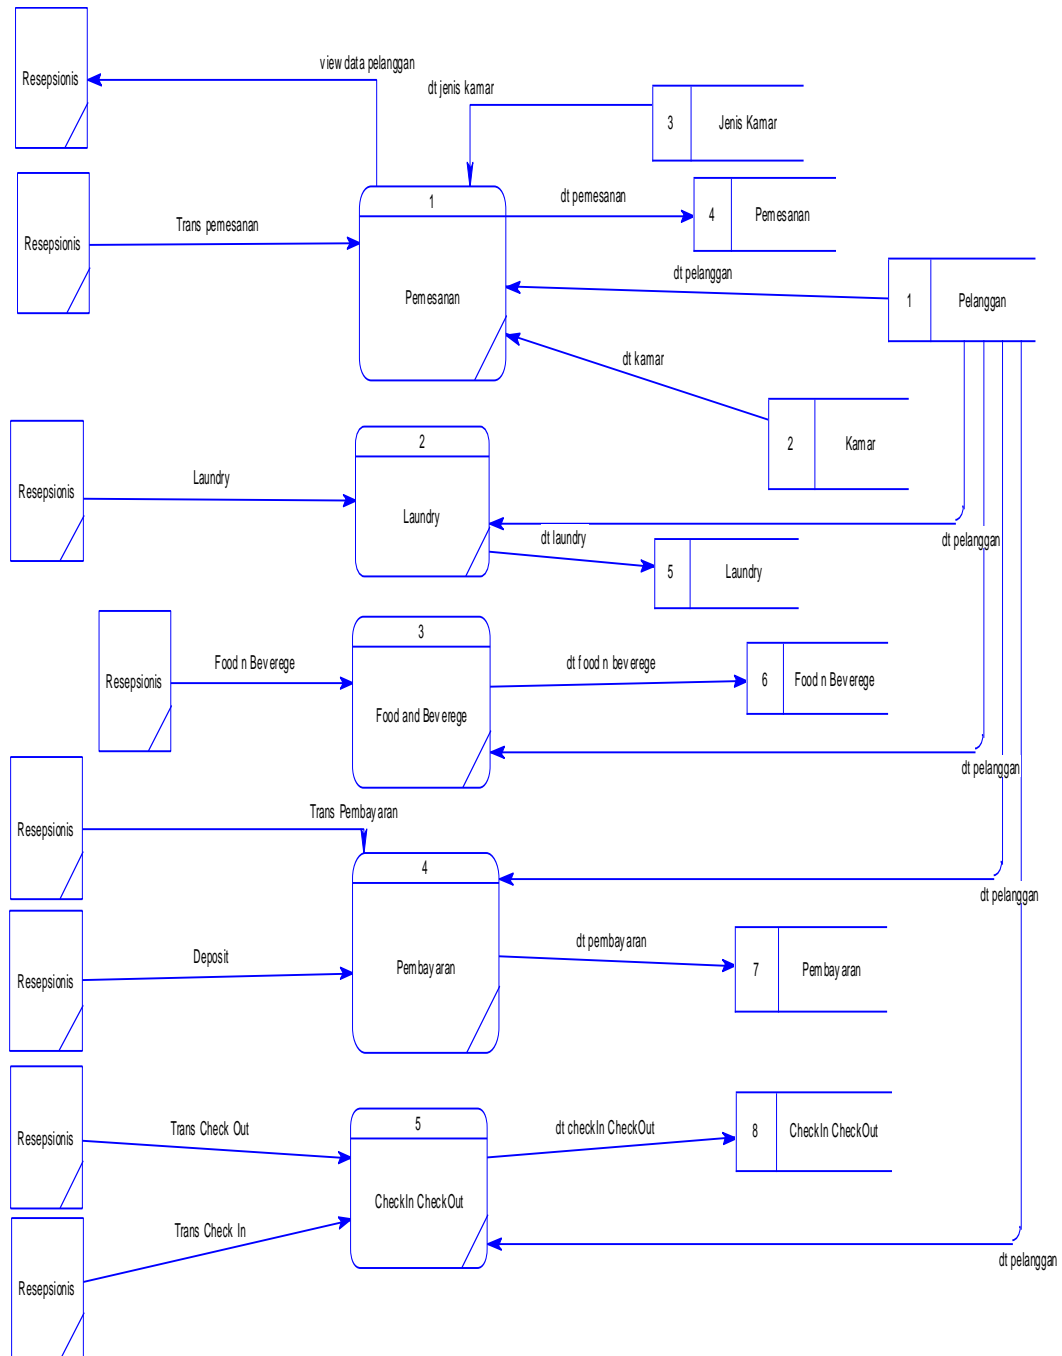 view data pelanggan
Resepsionis
dt jenis kamar
3
Jenis Kamar
1
dt pemesanan
4
Pemesanan
Trans pemesanan
Resepsionis
dt pelanggan
Pemesanan
1
Pelanggan
dt kamar
2
Kamar
2
Laundry
Resepsionis
Laundry
dt laundry
dt pelanggan
5
Laundry
3
Food n Beverege
dt food n beverege
Resepsionis
6
Food n Beverege
Food and Beverege
dt pelanggan
Trans Pembayaran
Resepsionis
4
dt pelanggan
dt pembayaran
Deposit
Pembayaran
7
Pembayaran
Resepsionis
5
Trans Check Out
dt checkIn CheckOut
8
CheckIn CheckOut
Resepsionis
CheckIn CheckOut
Trans Check In
dt pelanggan
Resepsionis